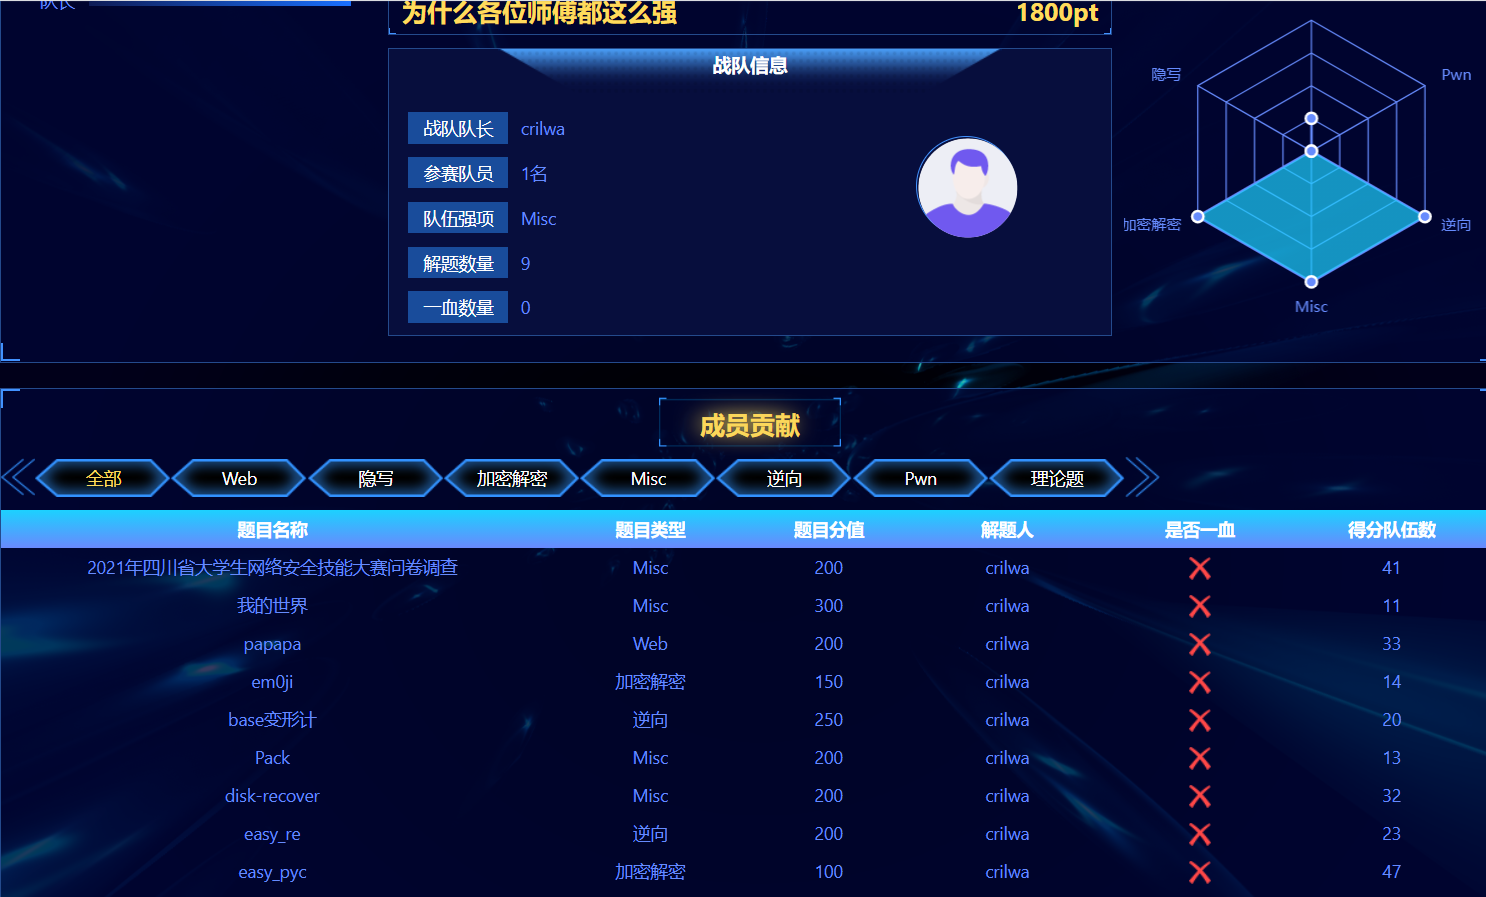 队长
为什么各位师傅都这么强 1800pt
战队信息
战队队长 crilwa
参赛队员 1名
队伍强项 Misc
解题数量 9
一血数量 0
隐写
Pwn
加密解密
逆向
Misc
成员贡献
全部 Web 隐写 加密解密 Misc 逆向 Pwn 理论题
题目名称 题目类型 题目分值 解题人 是否一血 得分队伍数
2021年四川省大学生网络安全技能大赛问卷调查 Misc 200 crilwa 41
我的世界 Misc 300 crilwa 11
papapa Web 200 crilwa 33
em0ji 加密解密 150 crilwa 14
base变形计 逆向 250 crilwa 20
Pack Misc 200 crilwa 13
disk-recover Misc 200 crilwa 32
easy_re 逆向 200 crilwa 23
easy_pyc 加密解密 100 crilwa 47